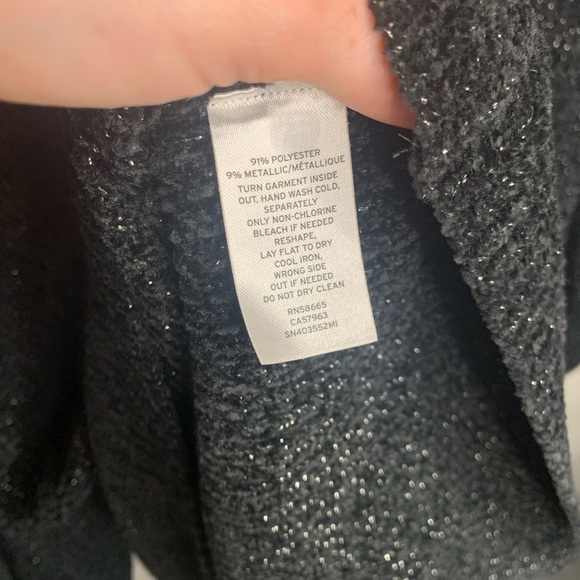 91% POLYESTER
9% METALLIC/MÉTALLIQUE
TURN GARMENT INSIDE
OUT, HAND WASH COLD,
SEPARATELY
ONLY NON-CHLORINE
BLEACH IF NEEDED
RESHAPE,
LAY FLAT TO DRY
COOL IRON,
WRONG SIDE
OUT IF NEEDED
DO NOT DRY CLEAN
RN58665
CA57963
SN403552MI